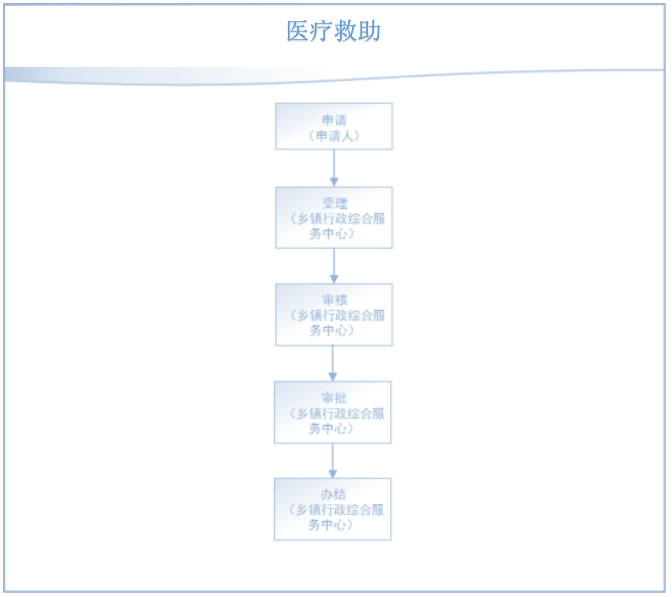 医疗救助
申请
（申请人）
受理
（乡镇行政综合服
务中心）
审核
（乡镇行政综合服
务中心）
审批
（乡镇行政综合服
务中心）
办结
（乡镇行政综合服
务中心）